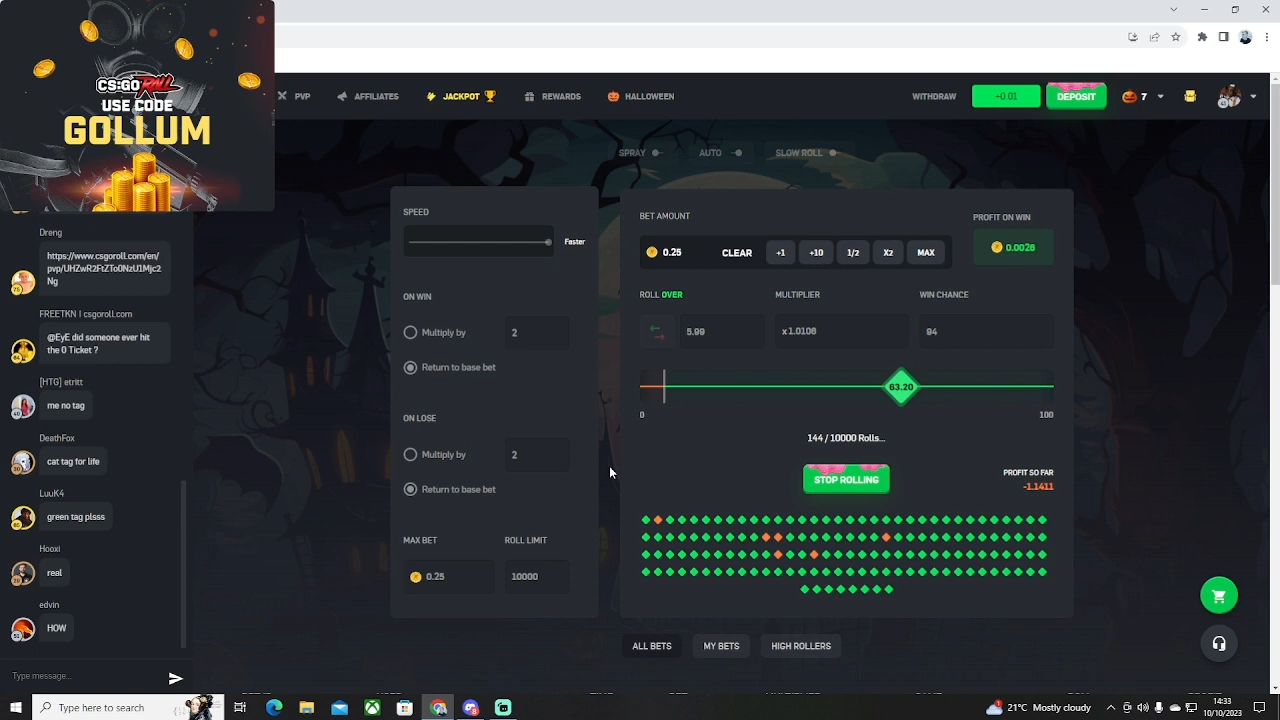 CS:GO ROLL
USE CODE
GOLLUM
PVP
AFFILIATES
JACKPOT
REWARDS
HALLOWEEN
WITHDRAW
+0.01
DEPOSIT
7
SPRAY
AUTO
SLOW ROLL
Dreng
https://www.csgoroll.com/en/
pvp/UHZwR2FtZTo0NzU1Mjc2
Ng
FREETKN | csgoroll.com
@EyE did someone ever hit
the 0 Ticket ?
[HTG] etritt
me no tag
DeathFox
cat tag for life
LuuK4
green tag plsss
Hooxi
real
edvin
HOW
Type message...
SPEED
Faster
ON WIN
Multiply by
2
Return to base bet
ON LOSE
Multiply by
2
Return to base bet
MAX BET
ROLL LIMIT
0.25
10000
BET AMOUNT
PROFIT ON WIN
0.25
CLEAR
+1
+10
1/2
X2
MAX
0.0026
ROLL OVER
MULTIPLIER
WIN CHANCE
5.99
x 1.0106
94
63.20
0
100
144 / 10000 Rolls...
STOP ROLLING
PROFIT SO FAR
-1.1411
ALL BETS
MY BETS
HIGH ROLLERS
Type here to search
21°C Mostly cloudy
14:33
10/10/2023